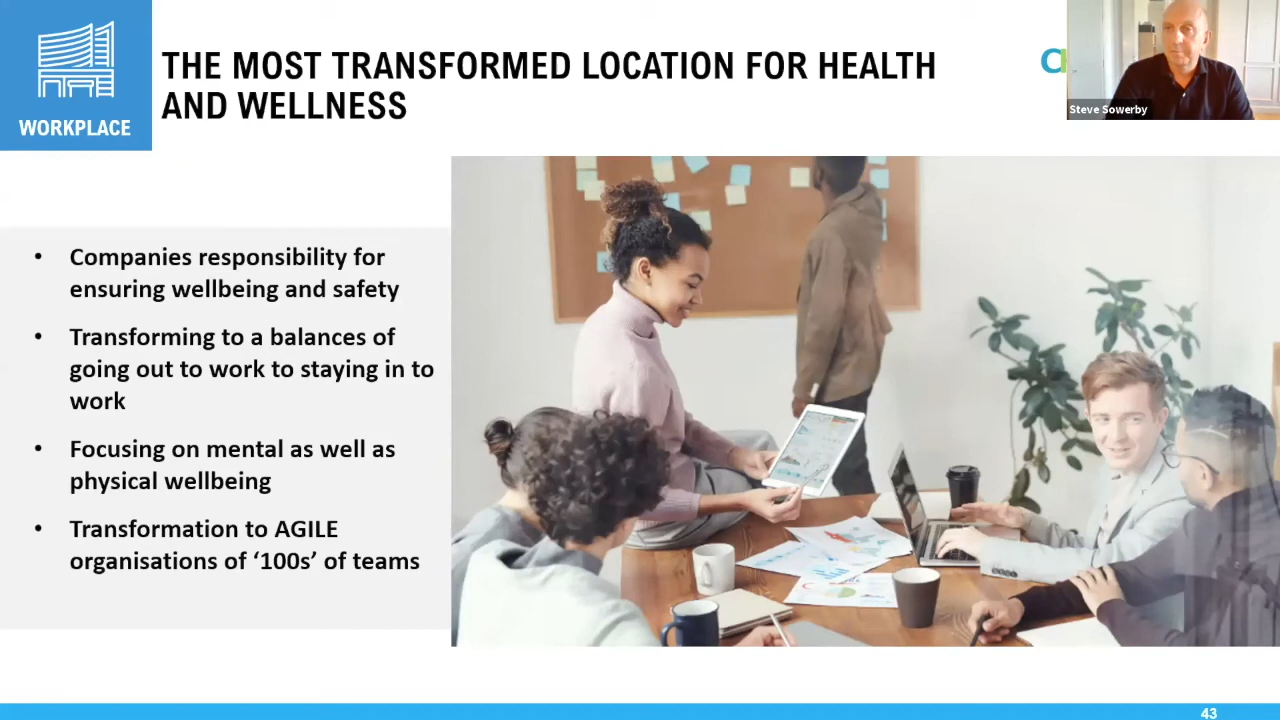 THE MOST TRANSFORMED LOCATION FOR HEALTH
AND WELLNESS
WORKPLACE
Steve Sowerby
• Companies responsibility for
ensuring wellbeing and safety
• Transforming to a balances of
going out to work to staying in to
work
• Focusing on mental as well as
physical wellbeing
• Transformation to AGILE
organisations of ‘100s’ of teams
43